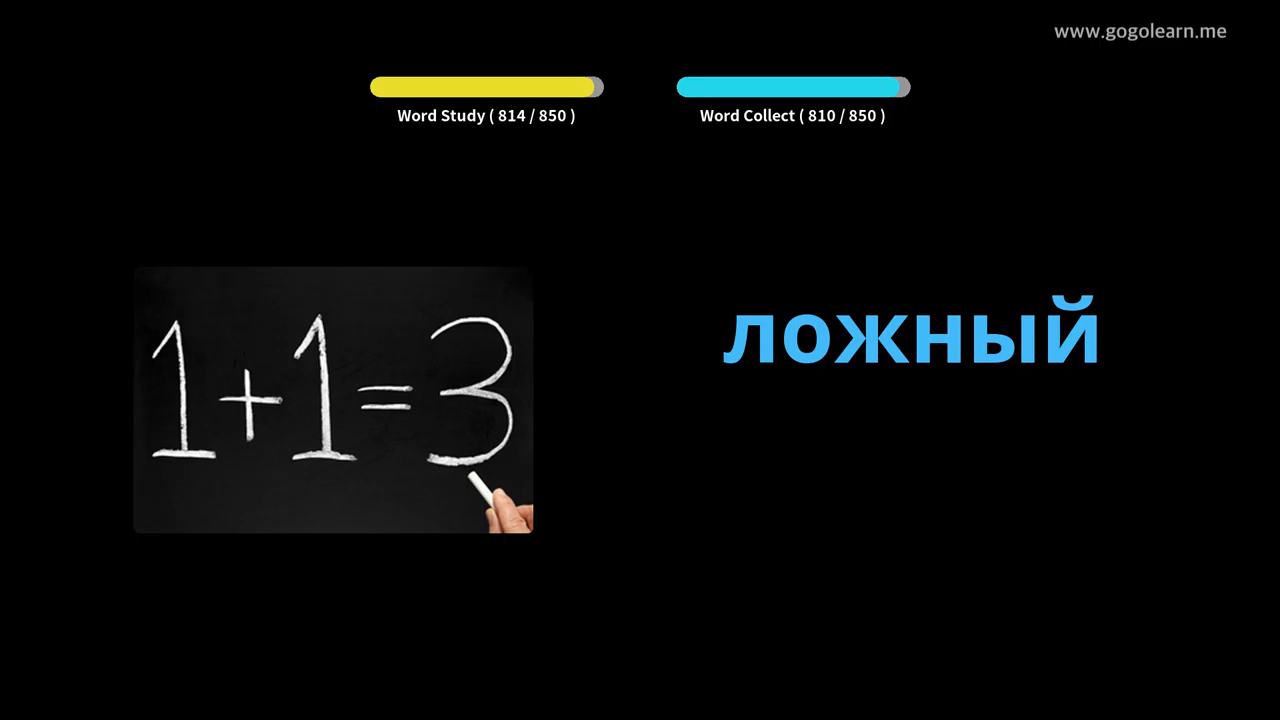 www.gogolearn.me
Word Study ( 814 / 850 )
Word Collect ( 810 / 850 )
1+1=3
ложный